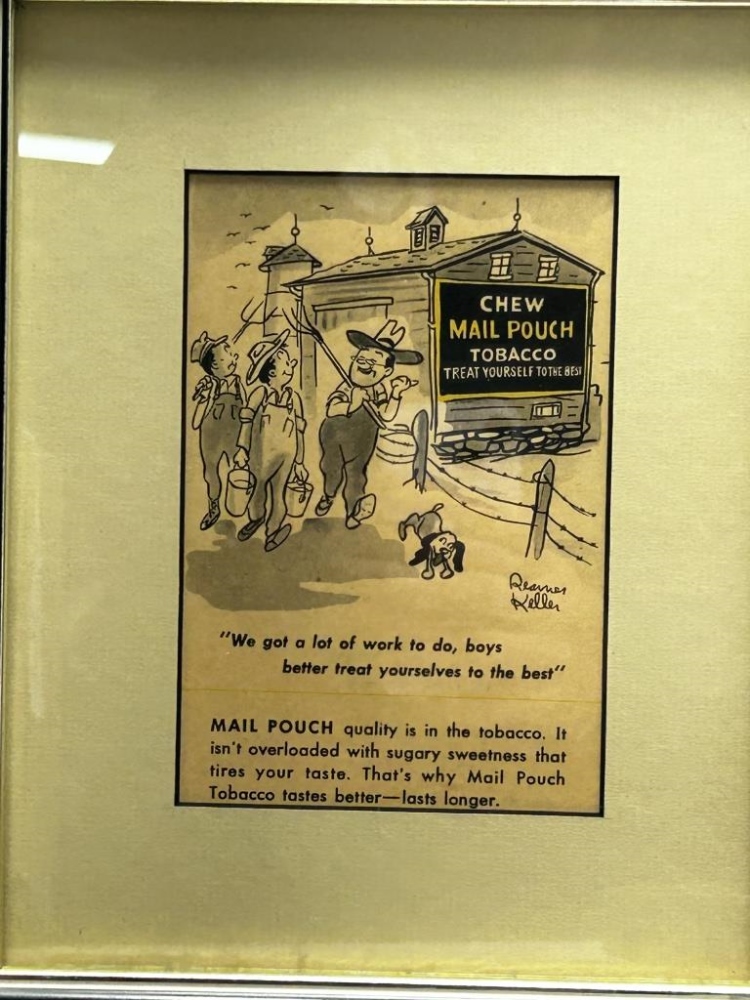 CHEW
MAIL POUCH
TOBACCO
TREAT YOURSELF TO THE BEST
Reamer
Keller
"We got a lot of work to do, boys
better treat yourselves to the best"
MAIL POUCH quality is in the tobacco. It
isn't overloaded with sugary sweetness that
tires your taste. That's why Mail Pouch
Tobacco tastes better—lasts longer.